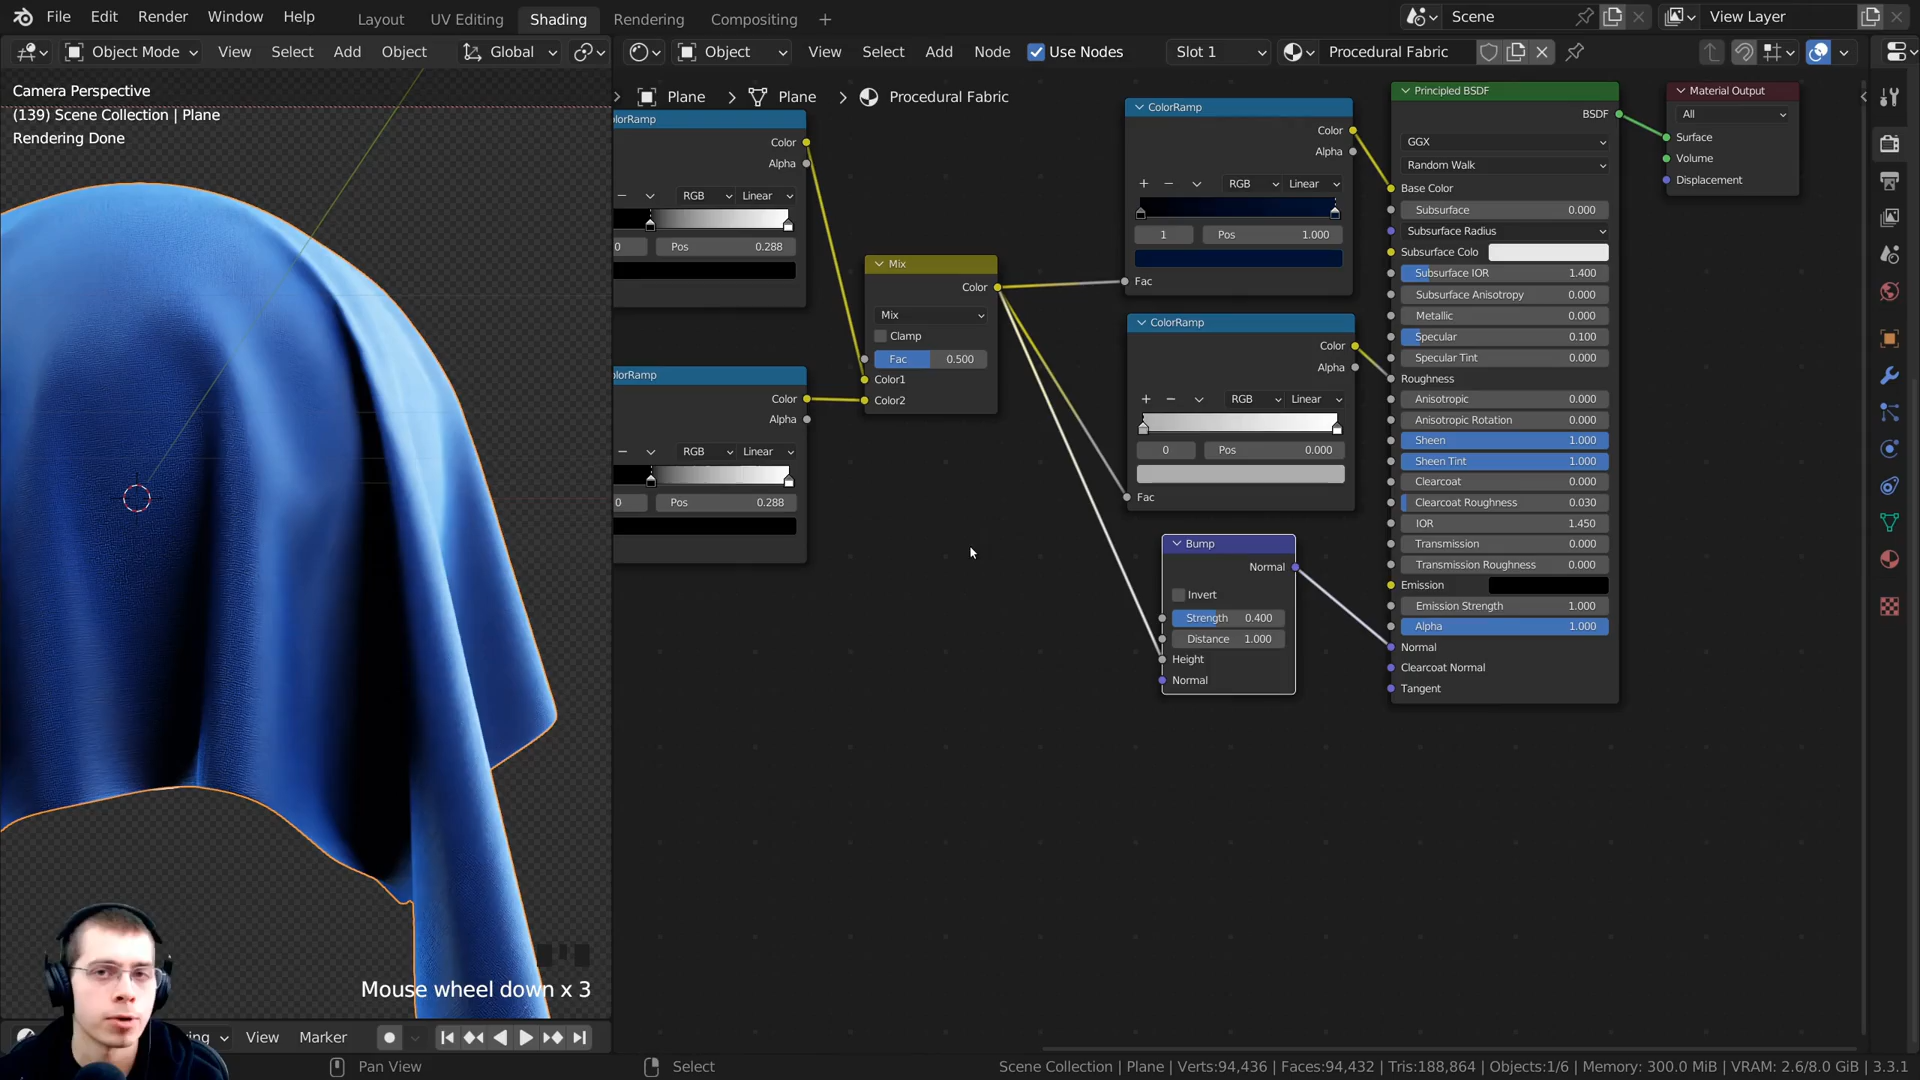 File Edit Render Window Help Layout UV Editing Shading Rendering Compositing + Scene View Layer
Object Mode View Select Add Object Global Object View Select Add Node Use Nodes Slot 1 Procedural Fabric
Camera Perspective
(139) Scene Collection | Plane
Rendering Done
Plane Plane Procedural Fabric
lorRamp
Color
Alpha
RGB Linear
0 Pos 0.288
lorRamp
Color
Alpha
RGB Linear
0 Pos 0.288
Mix
Color
Mix
Clamp
Fac 0.500
Color1
Color2
ColorRamp
Color
Alpha
RGB Linear
1 Pos 1.000
Fac
ColorRamp
Color
Alpha
RGB Linear
0 Pos 0.000
Fac
Bump
Normal
Invert
Strength 0.400
Distance 1.000
Height
Normal
Principled BSDF
BSDF
GGX
Random Walk
Base Color
Subsurface 0.000
Subsurface Radius
Subsurface Colo
Subsurface IOR 1.400
Subsurface Anisotropy 0.000
Metallic 0.000
Specular 0.100
Specular Tint 0.000
Roughness
Anisotropic 0.000
Anisotropic Rotation 0.000
Sheen 1.000
Sheen Tint 1.000
Clearcoat 0.000
Clearcoat Roughness 0.030
IOR 1.450
Transmission 0.000
Transmission Roughness 0.000
Emission
Emission Strength 1.000
Alpha 1.000
Normal
Clearcoat Normal
Tangent
Material Output
All
Surface
Volume
Displacement
Mouse wheel down x 3
ng View Marker
Pan View Select Scene Collection | Plane | Verts:94,436 | Faces:94,432 | Tris:188,864 | Objects:1/6 | Memory: 300.0 MiB | VRAM: 2.6/8.0 GiB | 3.3.1